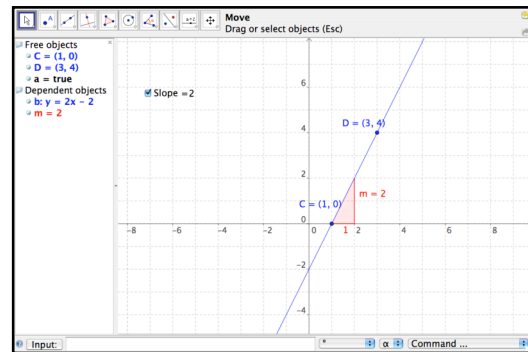 Move
Drag or select objects (Esc)
Free objects
C = (1, 0)
D = (3, 4)
a = true
Dependent objects
b: y = 2x − 2
m = 2
Slope = 2
D = (3, 4)
C = (1, 0)
m = 2
1
6
4
2
0
−2
−4
−8 −6 −4 −2 0 2 4 6 8
Input:
° α Command ...